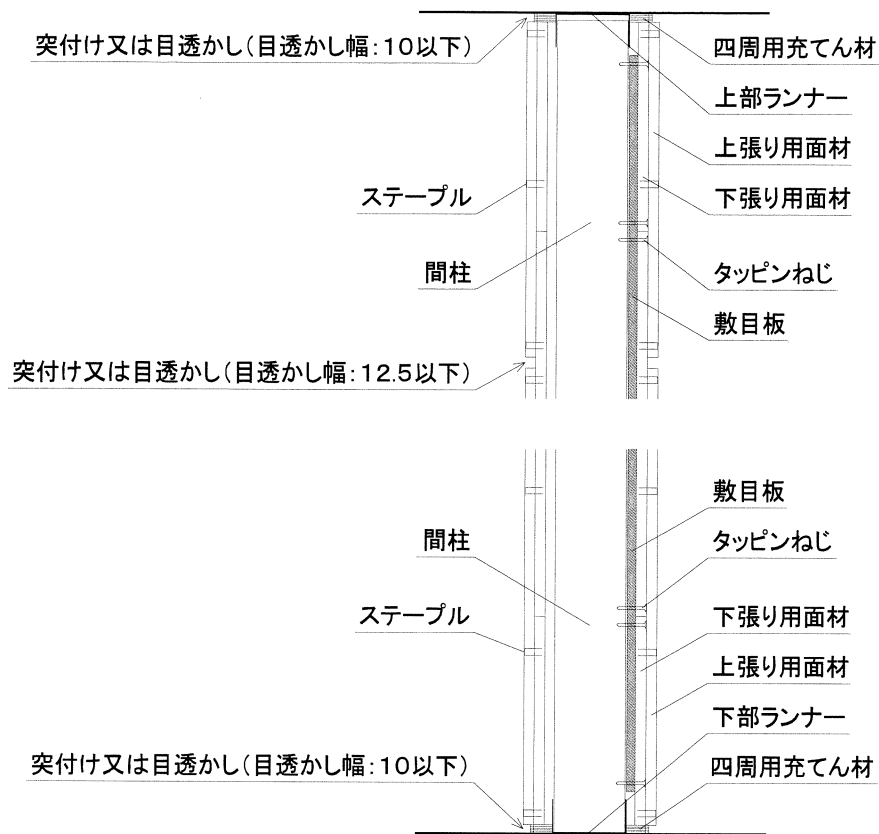 突付け又は目透かし(目透かし幅:10以下)
四周用充てん材
上部ランナー
上張り用面材
ステープル
下張り用面材
間柱
タッピンねじ
敷目板
突付け又は目透かし(目透かし幅:12.5以下)
敷目板
間柱
タッピンねじ
ステープル
下張り用面材
上張り用面材
下部ランナー
突付け又は目透かし(目透かし幅:10以下)
四周用充てん材